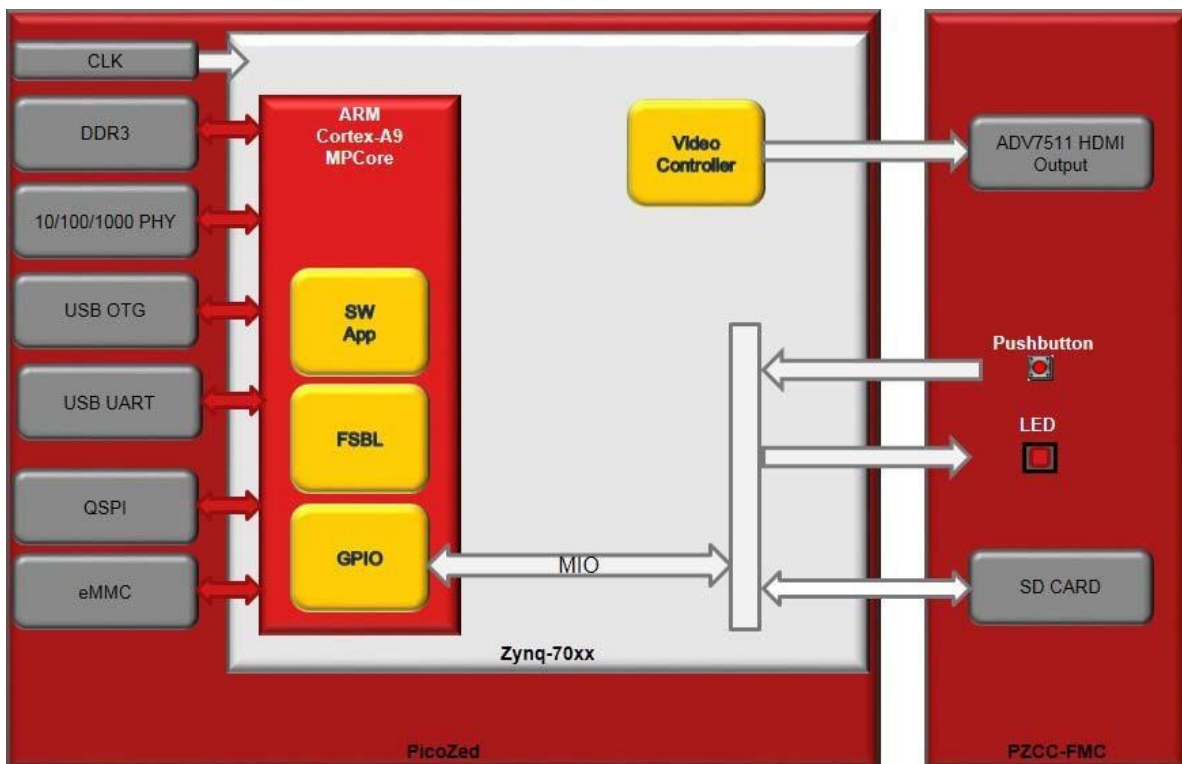 CLK
DDR3
10/100/1000 PHY
USB OTG
USB UART
QSPI
eMMC
ARM
Cortex-A9
MPCore
SW
App
FSBL
GPIO
MIO
Video
Controller
Zynq-70xx
PicoZed
ADV7511 HDMI
Output
Pushbutton
LED
SD CARD
PZCC-FMC